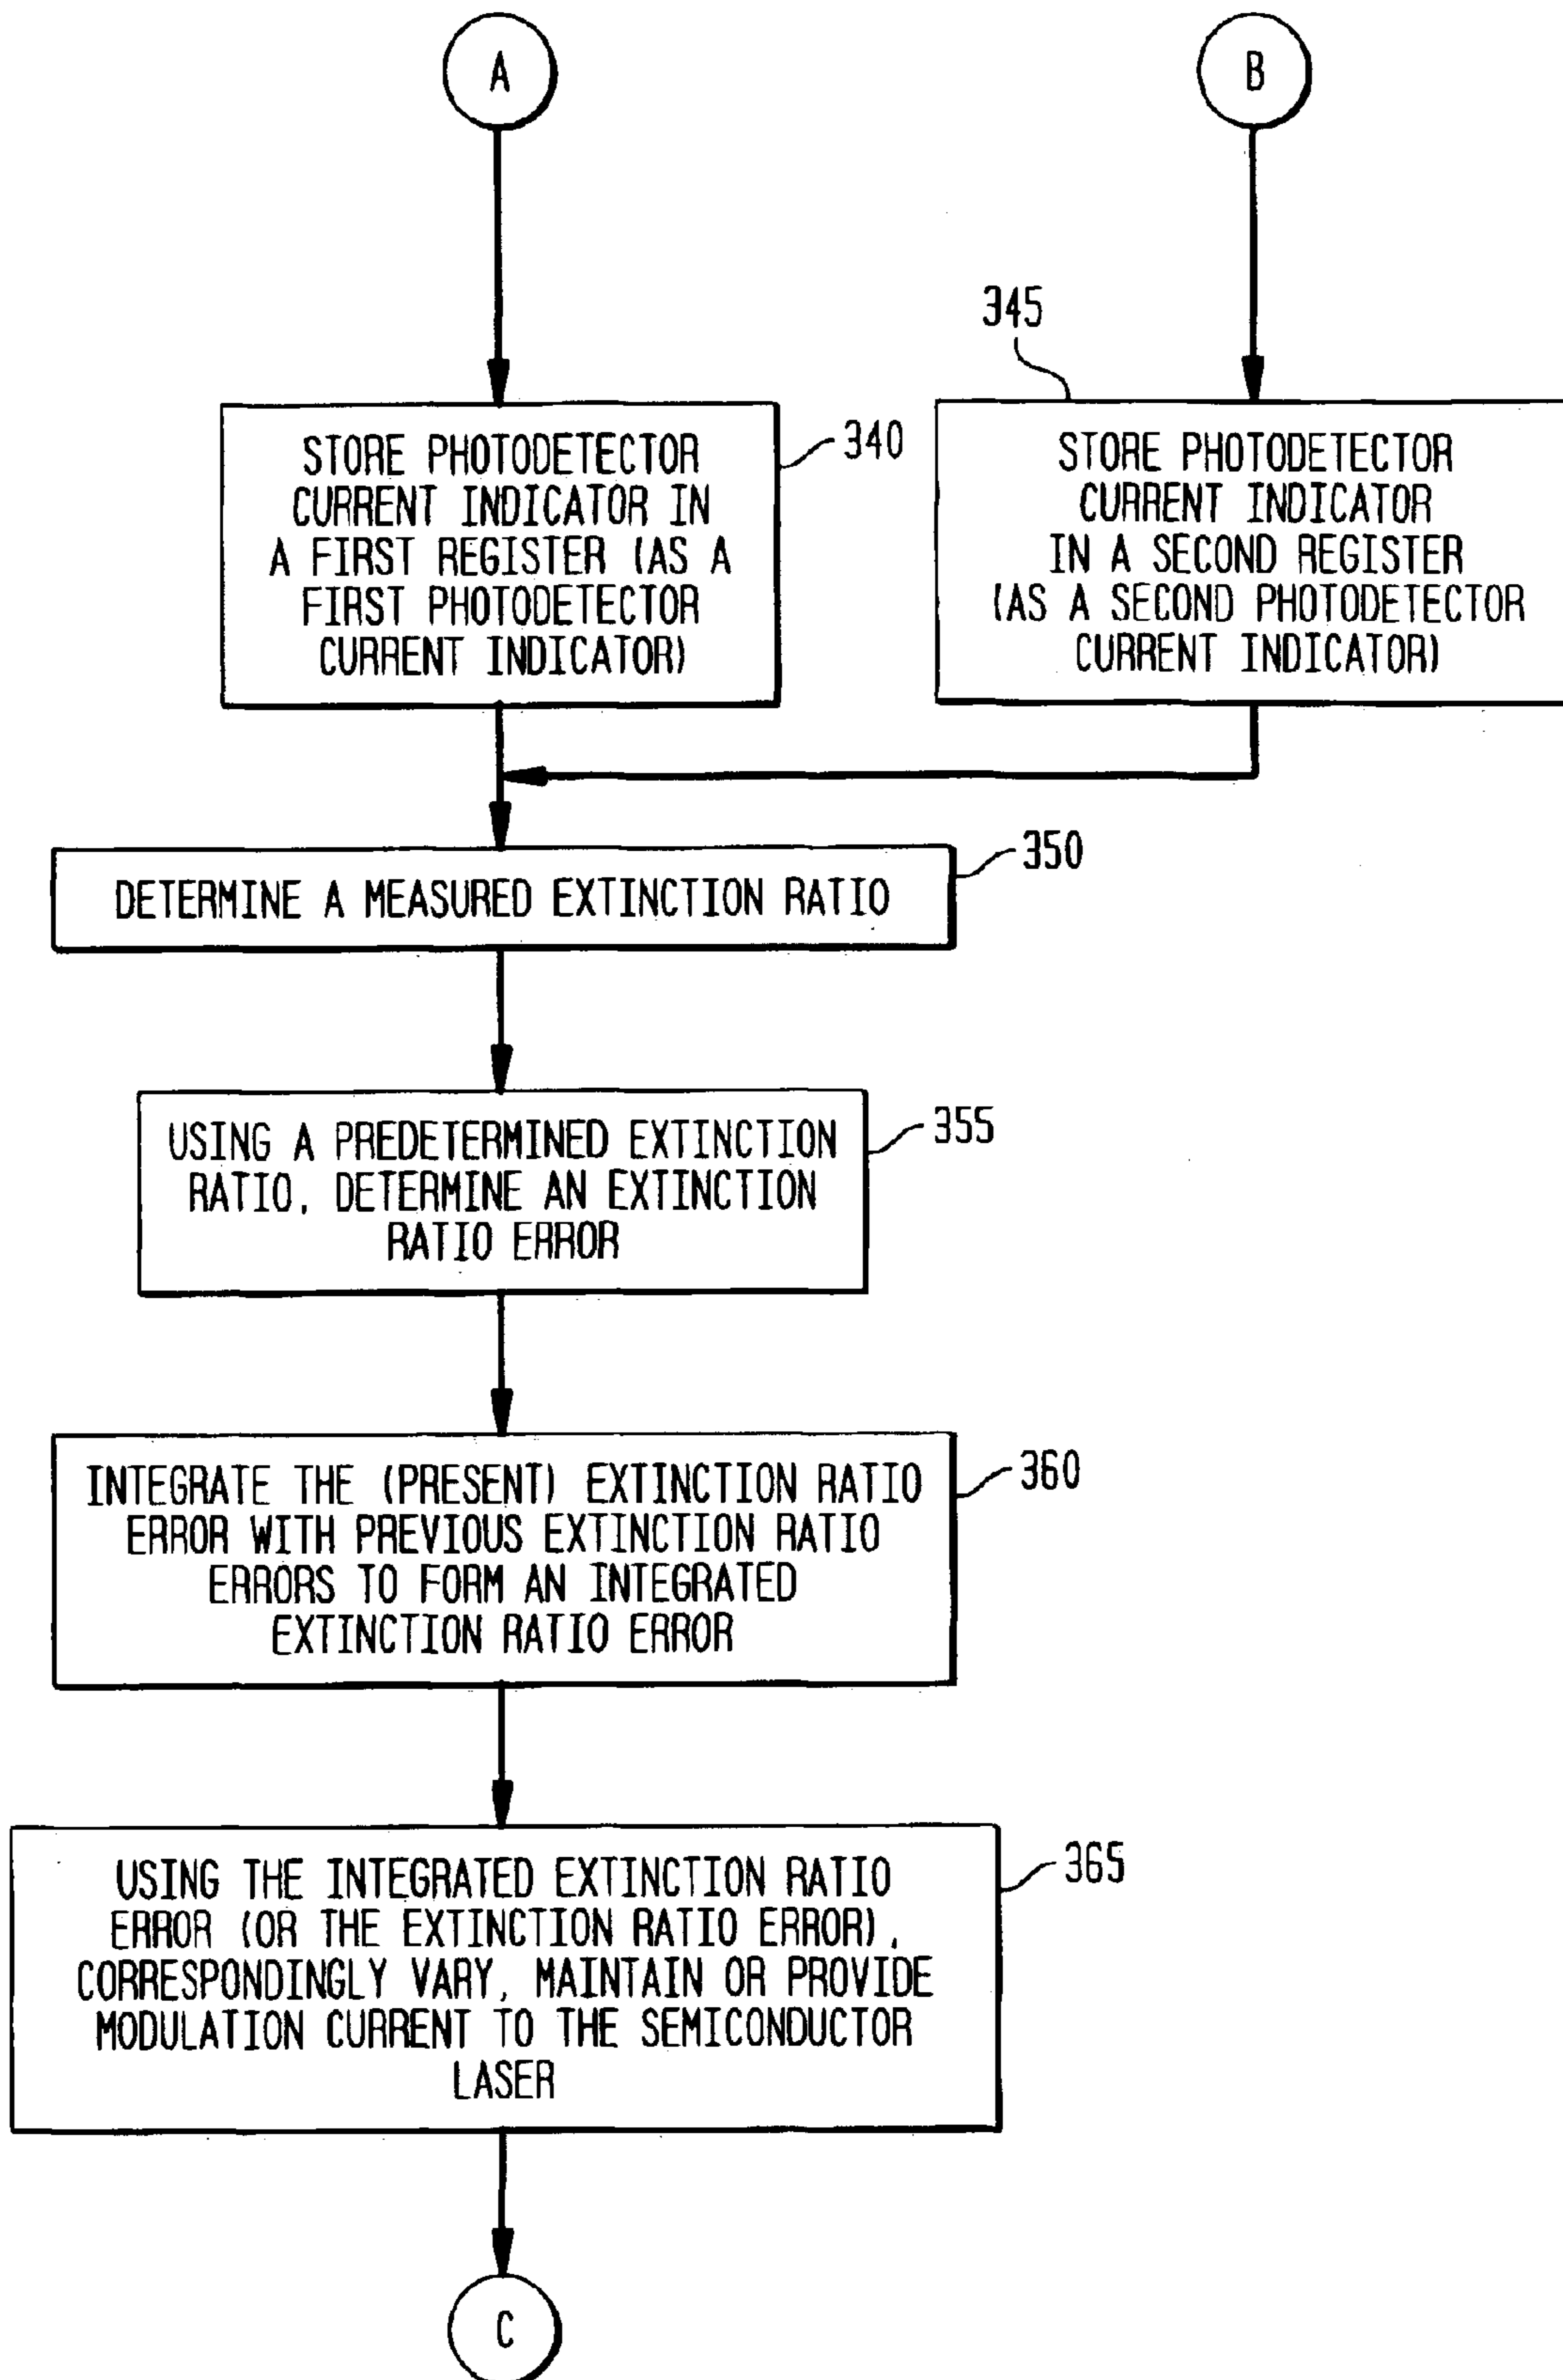 A
B
345
STORE PHOTODETECTOR
CURRENT INDICATOR IN
A FIRST REGISTER (AS A
FIRST PHOTODETECTOR
CURRENT INDICATOR)
340
STORE PHOTODETECTOR
CURRENT INDICATOR
IN A SECOND REGISTER
(AS A SECOND PHOTODETECTOR
CURRENT INDICATOR)
DETERMINE A MEASURED EXTINCTION RATIO
350
USING A PREDETERMINED EXTINCTION
RATIO, DETERMINE AN EXTINCTION
RATIO ERROR
355
INTEGRATE THE (PRESENT) EXTINCTION RATIO
ERROR WITH PREVIOUS EXTINCTION RATIO
ERRORS TO FORM AN INTEGRATED
EXTINCTION RATIO ERROR
360
USING THE INTEGRATED EXTINCTION RATIO
ERROR (OR THE EXTINCTION RATIO ERROR),
CORRESPONDINGLY VARY, MAINTAIN OR PROVIDE
MODULATION CURRENT TO THE SEMICONDUCTOR
LASER
365
C